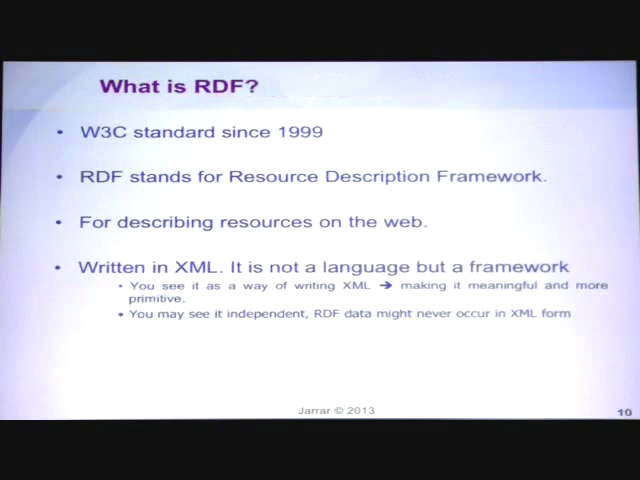 What is RDF?
• W3C standard since 1999
• RDF stands for Resource Description Framework.
• For describing resources on the web.
• Written in XML. It is not a language but a framework
• You see it as a way of writing XML ➔ making it meaningful and more
primitive.
• You may see it independent, RDF data might never occur in XML form
Jarrar © 2013
10